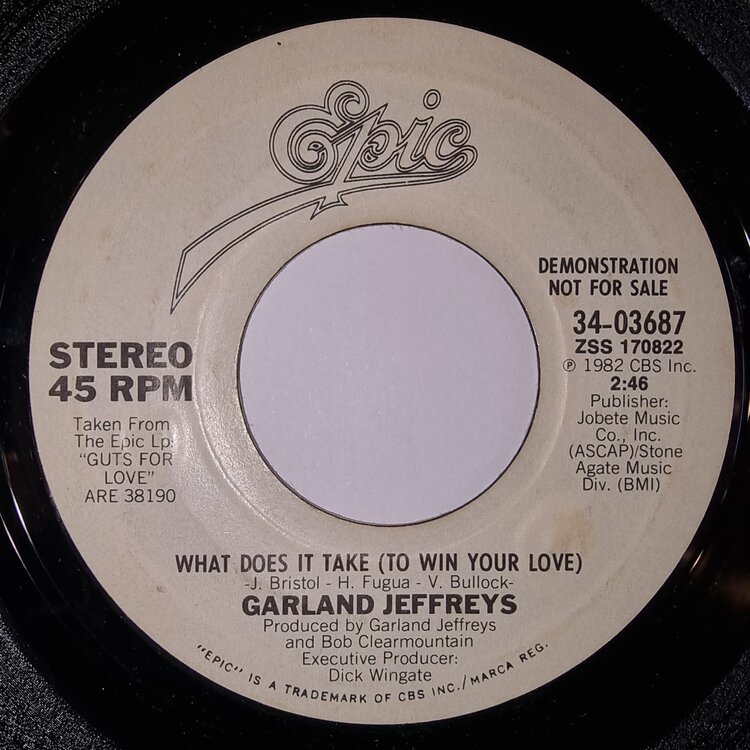 Epic
DEMONSTRATION
NOT FOR SALE
34-03687
ZSS 170822
℗ 1982 CBS Inc.
2:46
Publisher:
Jobete Music
Co., Inc.
(ASCAP)/Stone
Agate Music
Div. (BMI)
STEREO
45 RPM
Taken From
The Epic Lp:
"GUTS FOR
LOVE"
ARE 38190
WHAT DOES IT TAKE (TO WIN YOUR LOVE)
-J. Bristol - H. Fugua - V. Bullock-
GARLAND JEFFREYS
Produced by Garland Jeffreys
and Bob Clearmountain
Executive Producer:
Dick Wingate
"EPIC" IS A TRADEMARK OF CBS INC./MARCA REG.